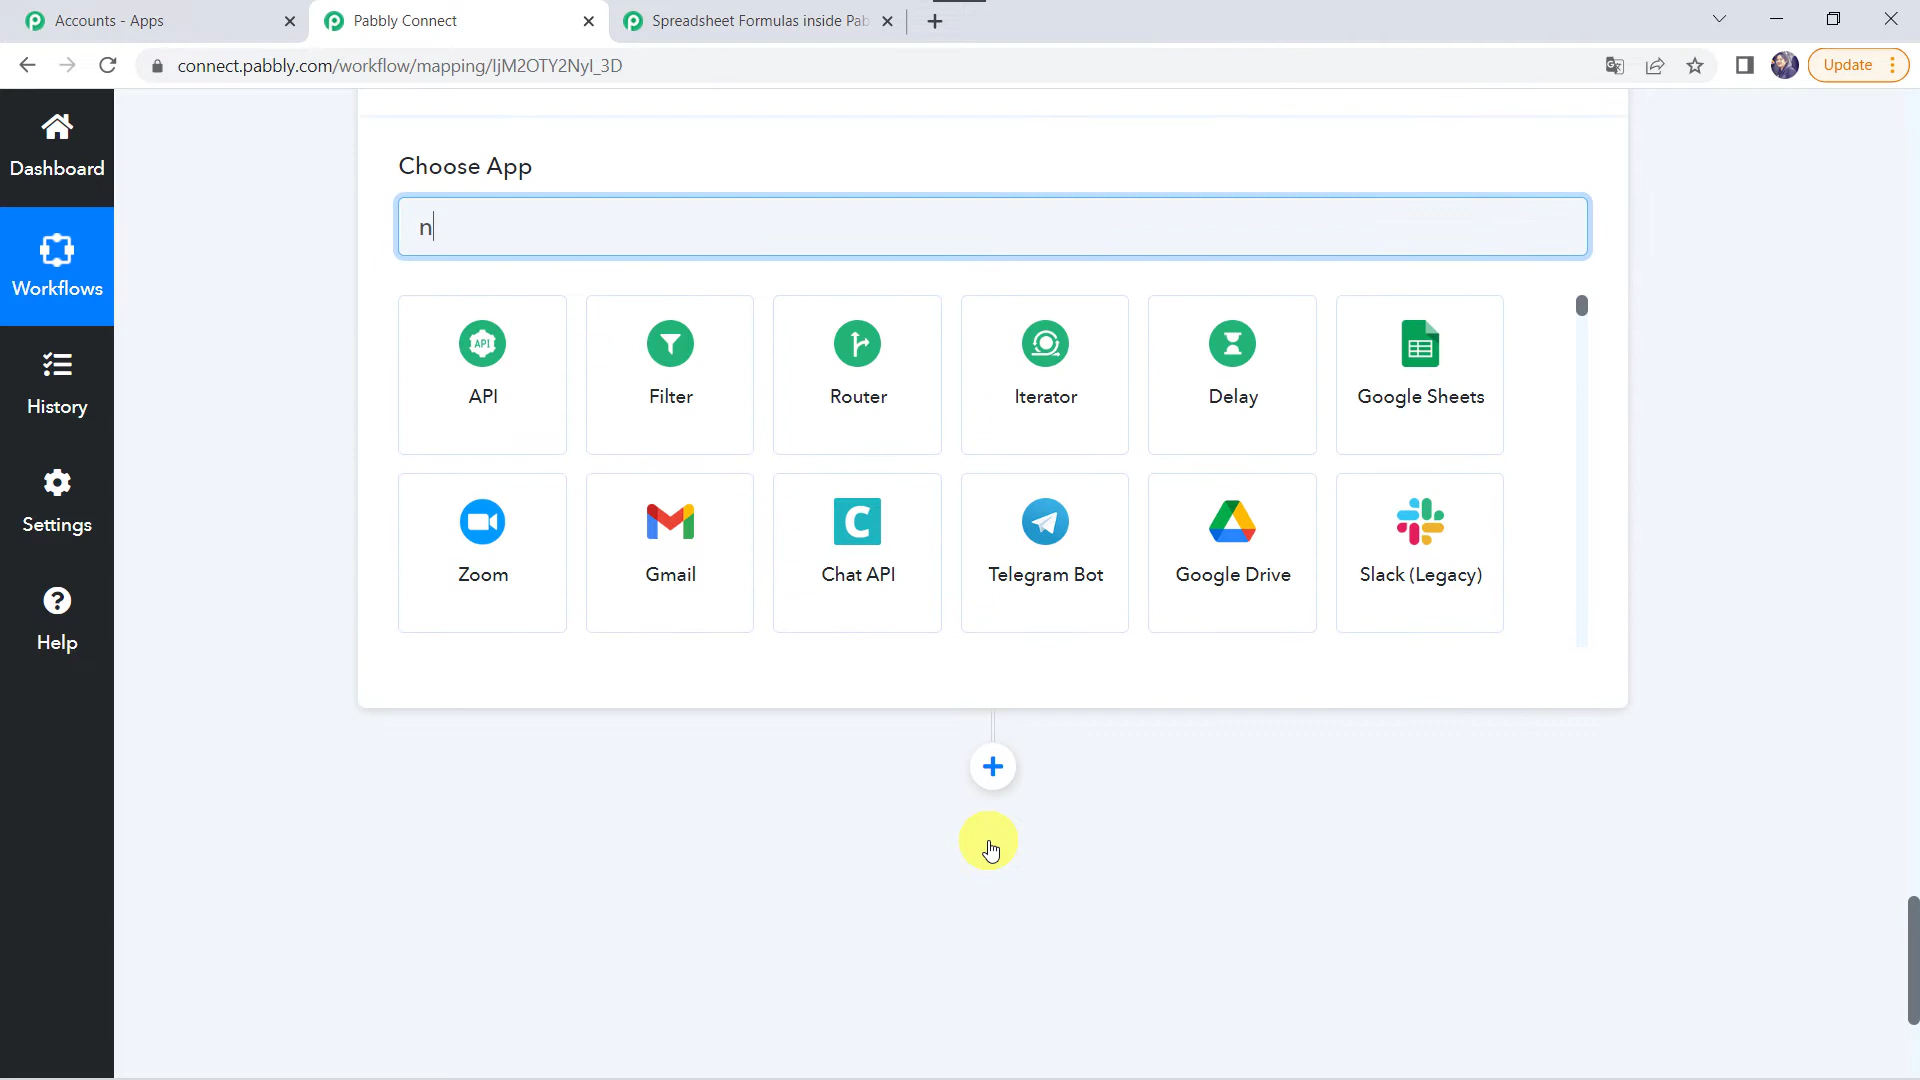 Accounts - Apps
Pabbly Connect
Spreadsheet Formulas inside Pab
connect.pabbly.com/workflow/mapping/IjM2OTY2NyI_3D
Update
Dashboard
Workflows
History
Settings
Help
Choose App
n
API
API
Filter
Router
Iterator
Delay
Google Sheets
Zoom
Gmail
C
Chat API
Telegram Bot
Google Drive
Slack (Legacy)